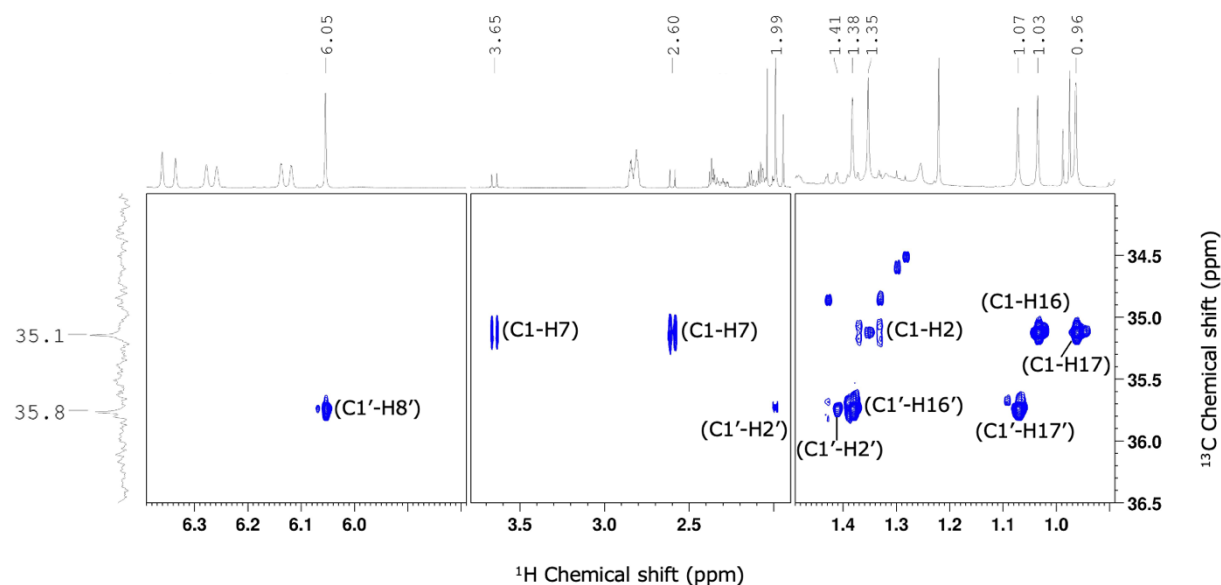 6.05
3.65
2.60
1.99
1.41
1.38
1.35
1.07
1.03
0.96
35.1
35.8
(C1-H7)
(C1-H7)
(C1-H16)
(C1-H2)
(C1-H17)
(C1′-H8′)
(C1′-H2′)
(C1′-H16′)
(C1′-H2′)
(C1′-H17′)
34.5
35.0
35.5
36.0
36.5
¹³C Chemical shift (ppm)
6.3 6.2 6.1 6.0 3.5 3.0 2.5 1.4 1.3 1.2 1.1 1.0
¹H Chemical shift (ppm)